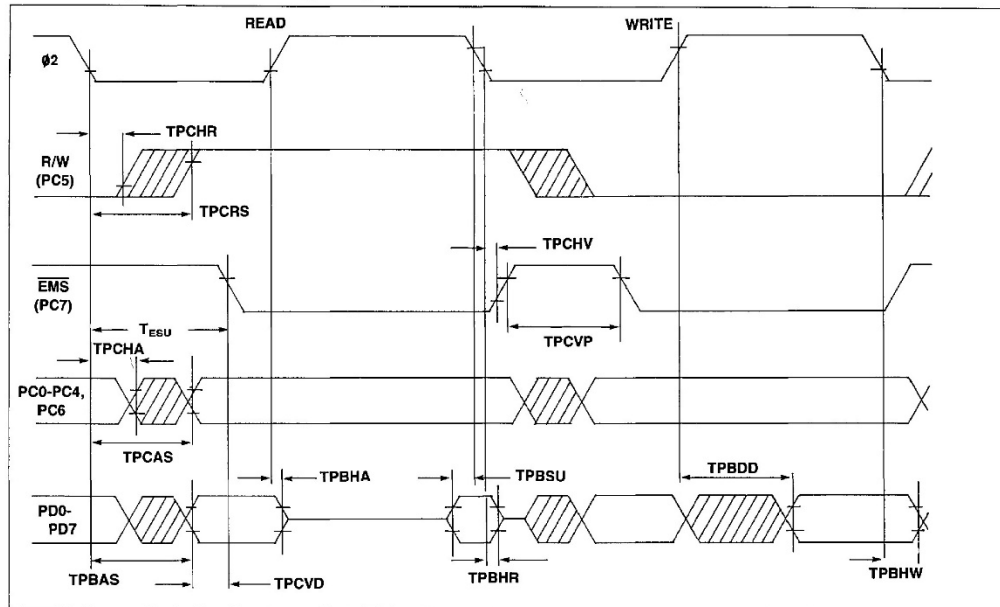 READ
WRITE
ø2
TPCHR
R/W
(PC5)
TPCRS
TPCHV
EMS
(PC7)
TESU
TPCVP
TPCHA
PC0-PC4,
PC6
TPCAS
TPBHA
TPBSU
TPBDD
PD0-
PD7
TPBAS
TPCVD
TPBHR
TPBHW